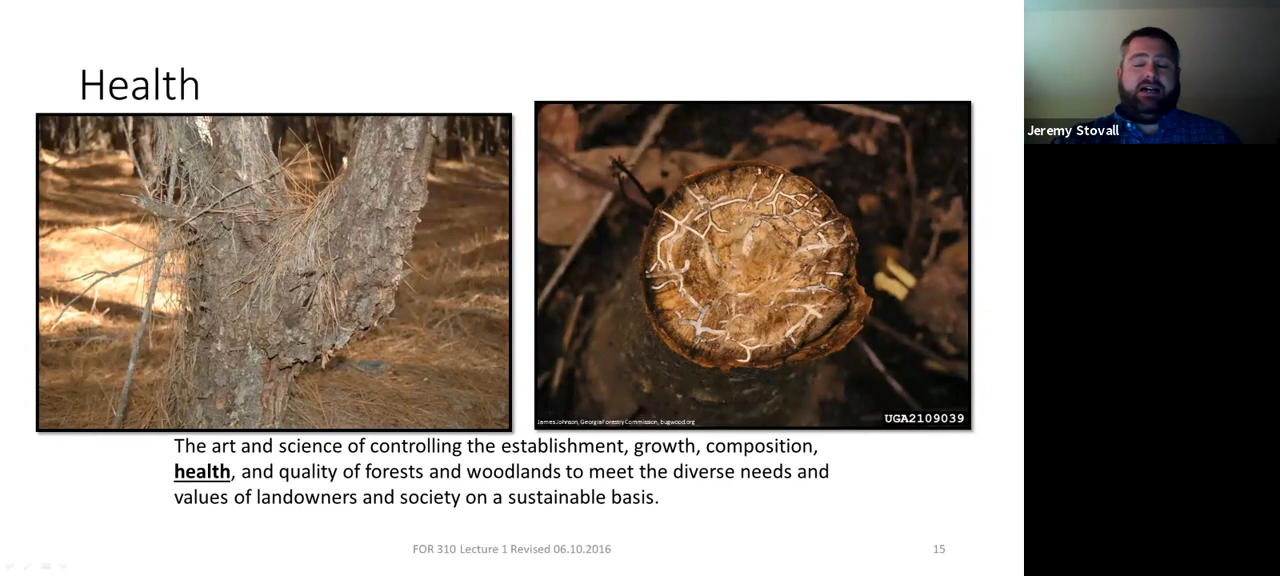 Health
Jeremy Stovall
James Johnson, Georgia Forestry Commission, bugwood.org
UGA2109039
The art and science of controlling the establishment, growth, composition,
health, and quality of forests and woodlands to meet the diverse needs and
values of landowners and society on a sustainable basis.
FOR 310 Lecture 1 Revised 06.10.2016
15